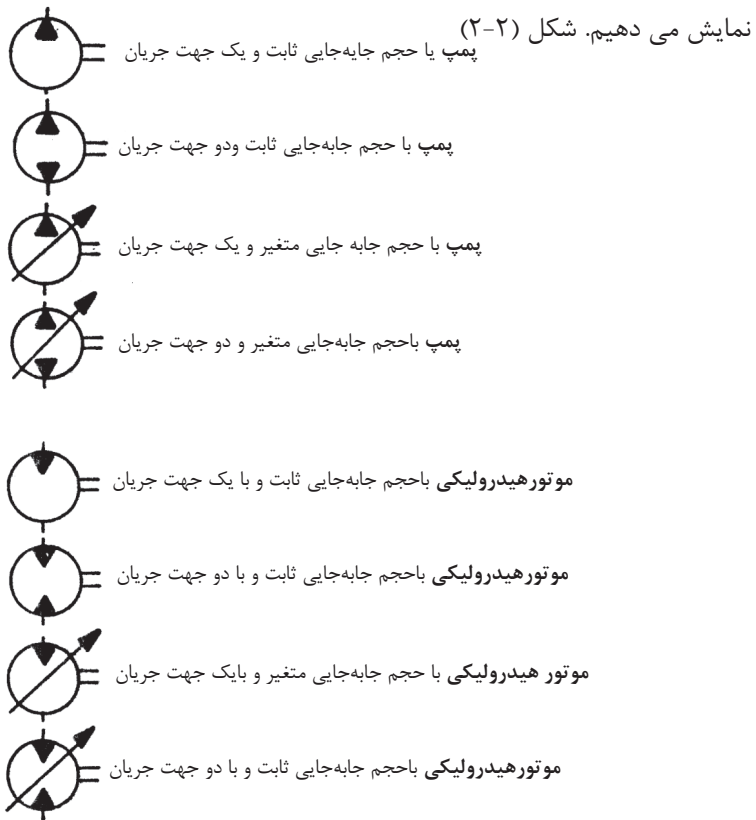 نمایش می دهیم. شکل (۲-۲)
پمپ یا حجم جایه‌جایی ثابت و یک جهت جریان
پمپ با حجم جابه‌جایی ثابت ودو جهت جریان
پمپ با حجم جابه جایی متغیر و یک جهت جریان
پمپ باحجم جابه‌جایی متغیر و دو جهت جریان
موتورهیدرولیکی باحجم جابه‌جایی ثابت و با یک جهت جریان
موتورهیدرولیکی باحجم جابه‌جایی ثابت و با دو جهت جریان
موتور هیدرولیکی با حجم جابه‌جایی متغیر و بایک جهت جریان
موتورهیدرولیکی باحجم جابه‌جایی ثابت و با دو جهت جریان